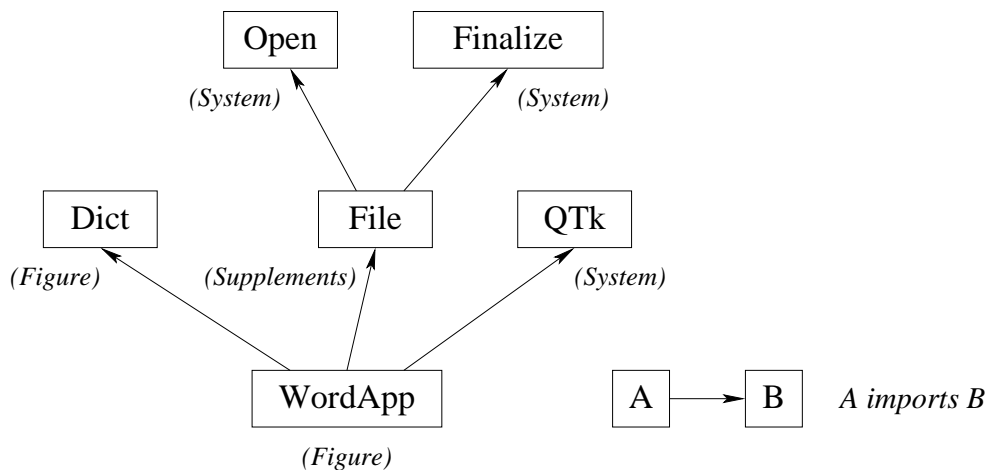 Open
Finalize
(System)
(System)
Dict
File
QTk
(Figure)
(Supplements)
(System)
WordApp
A
B
A imports B
(Figure)